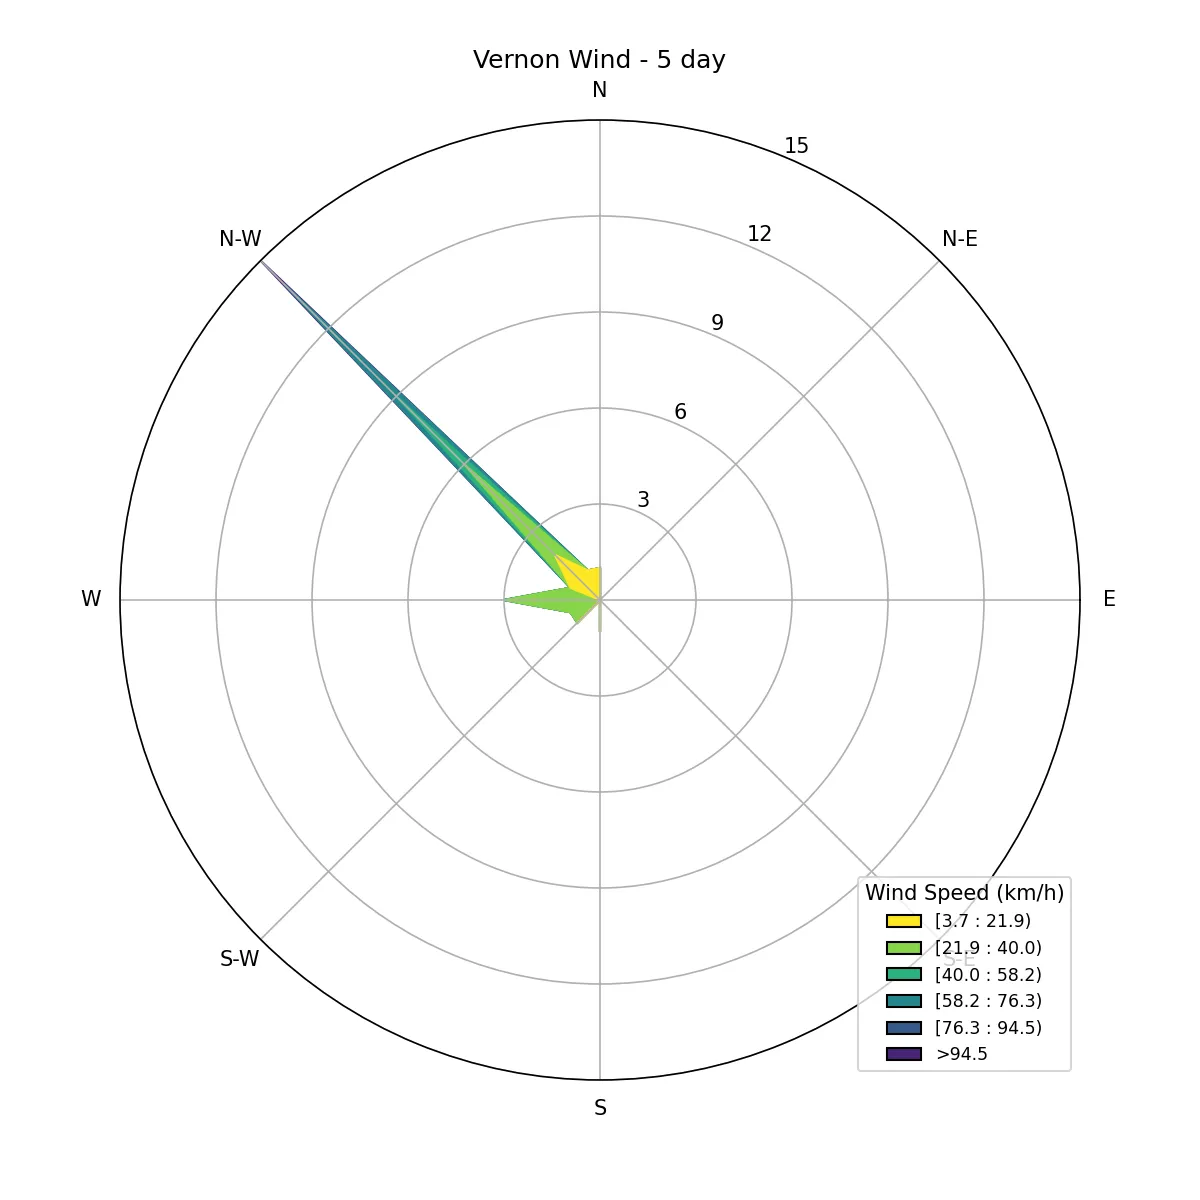 Vernon Wind - 5 day
N
15
N-W
12
N-E
9
6
3
W
E
Wind Speed (km/h)
[3.7 : 21.9)
[21.9 : 40.0)
S-W
S-E
[40.0 : 58.2)
[58.2 : 76.3)
[76.3 : 94.5)
>94.5
S